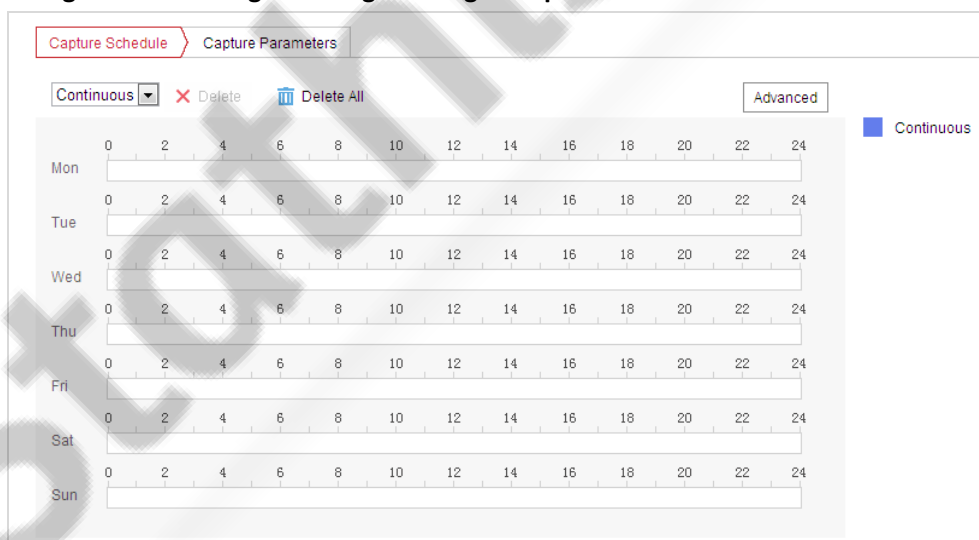 Capture Schedule Capture Parameters
Continuous Delete Delete All Advanced
Continuous
0 2 4 6 8 10 12 14 16 18 20 22 24
Mon
0 2 4 6 8 10 12 14 16 18 20 22 24
Tue
0 2 4 6 8 10 12 14 16 18 20 22 24
Wed
0 2 4 6 8 10 12 14 16 18 20 22 24
Thu
0 2 4 6 8 10 12 14 16 18 20 22 24
Fri
0 2 4 6 8 10 12 14 16 18 20 22 24
Sat
0 2 4 6 8 10 12 14 16 18 20 22 24
Sun